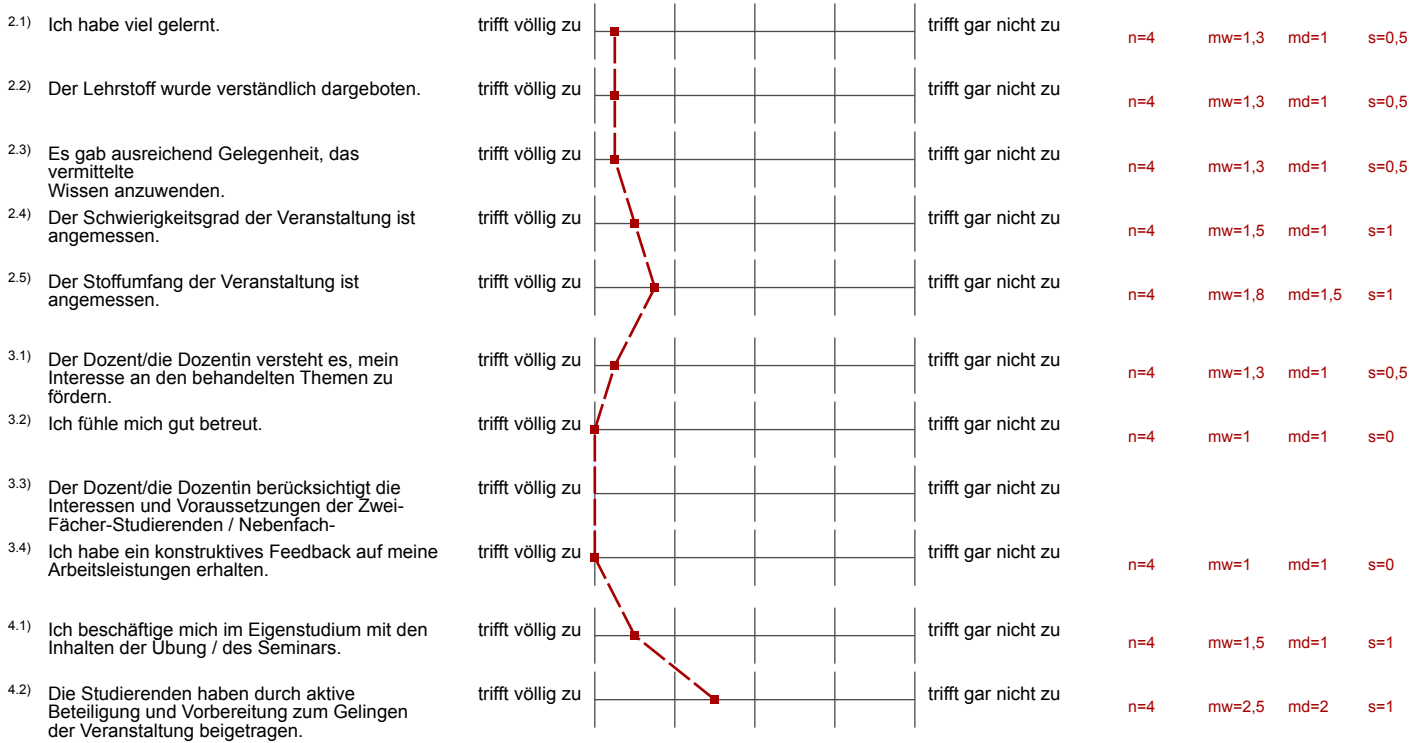 2.1) Ich habe viel gelernt. trifft völlig zu trifft gar nicht zu n=4 mw=1,3 md=1 s=0,5
2.2) Der Lehrstoff wurde verständlich dargeboten. trifft völlig zu trifft gar nicht zu n=4 mw=1,3 md=1 s=0,5
2.3) Es gab ausreichend Gelegenheit, das trifft völlig zu trifft gar nicht zu n=4 mw=1,3 md=1 s=0,5
vermittelte
Wissen anzuwenden.
2.4) Der Schwierigkeitsgrad der Veranstaltung ist trifft völlig zu trifft gar nicht zu n=4 mw=1,5 md=1 s=1
angemessen.
2.5) Der Stoffumfang der Veranstaltung ist trifft völlig zu trifft gar nicht zu n=4 mw=1,8 md=1,5 s=1
angemessen.
3.1) Der Dozent/die Dozentin versteht es, mein trifft völlig zu trifft gar nicht zu n=4 mw=1,3 md=1 s=0,5
Interesse an den behandelten Themen zu
fördern.
3.2) Ich fühle mich gut betreut. trifft völlig zu trifft gar nicht zu n=4 mw=1 md=1 s=0
3.3) Der Dozent/die Dozentin berücksichtigt die trifft völlig zu trifft gar nicht zu
Interessen und Voraussetzungen der Zwei-
Fächer-Studierenden / Nebenfach-
3.4) Ich habe ein konstruktives Feedback auf meine trifft völlig zu trifft gar nicht zu n=4 mw=1 md=1 s=0
Arbeitsleistungen erhalten.
4.1) Ich beschäftige mich im Eigenstudium mit den trifft völlig zu trifft gar nicht zu n=4 mw=1,5 md=1 s=1
Inhalten der Übung / des Seminars.
4.2) Die Studierenden haben durch aktive trifft völlig zu trifft gar nicht zu n=4 mw=2,5 md=2 s=1
Beteiligung und Vorbereitung zum Gelingen
der Veranstaltung beigetragen.